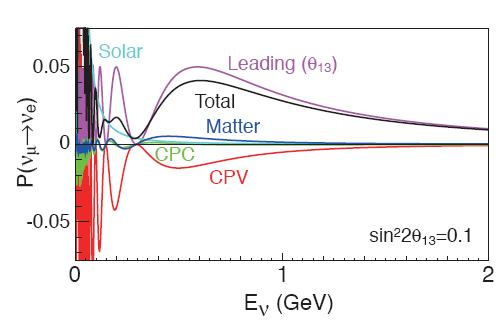 Solar
0.05
Leading (θ₁₃)
Total
Matter
0
CPC
CPV
-0.05
sin²2θ₁₃=0.1
P(νμ→νe)
0
1
2
Eν (GeV)